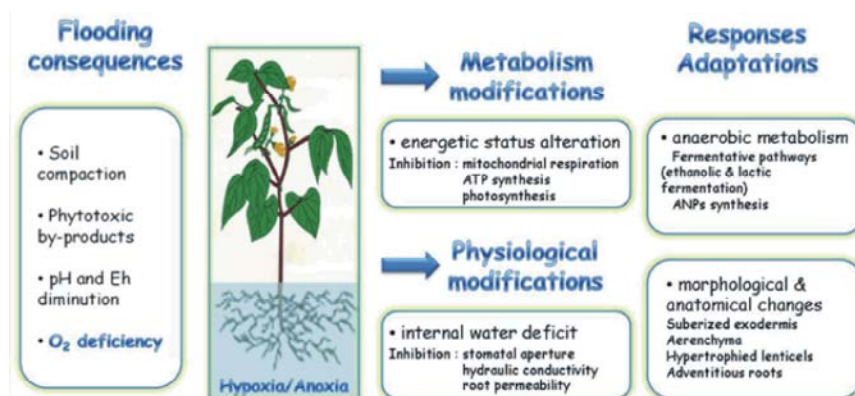 Flooding
consequences
• Soil
compaction
• Phytotoxic
by-products
• pH and Eh
diminution
• O₂ deficiency
Hypoxia/Anoxia
Metabolism
modifications
• energetic status alteration
Inhibition : mitochondrial respiration
ATP synthesis
photosynthesis
Physiological
modifications
• internal water deficit
Inhibition : stomatal aperture
hydraulic conductivity
root permeability
Responses
Adaptations
• anaerobic metabolism
Fermentative pathways
(ethanolic & lactic
fermentation)
ANPs synthesis
• morphological &
anatomical changes
Suberized exodermis
Aerenchyma
Hypertrophied lenticels
Adventitious roots